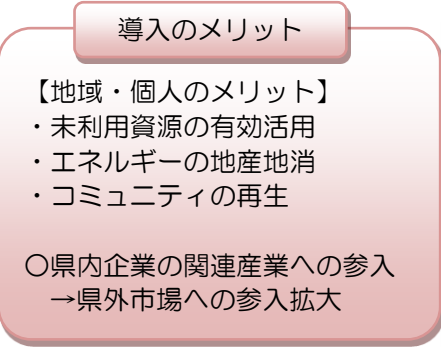 導入のメリット
【地域・個人のメリット】
・未利用資源の有効活用
・エネルギーの地産地消
・コミュニティの再生
〇県内企業の関連産業への参入
→県外市場への参入拡大